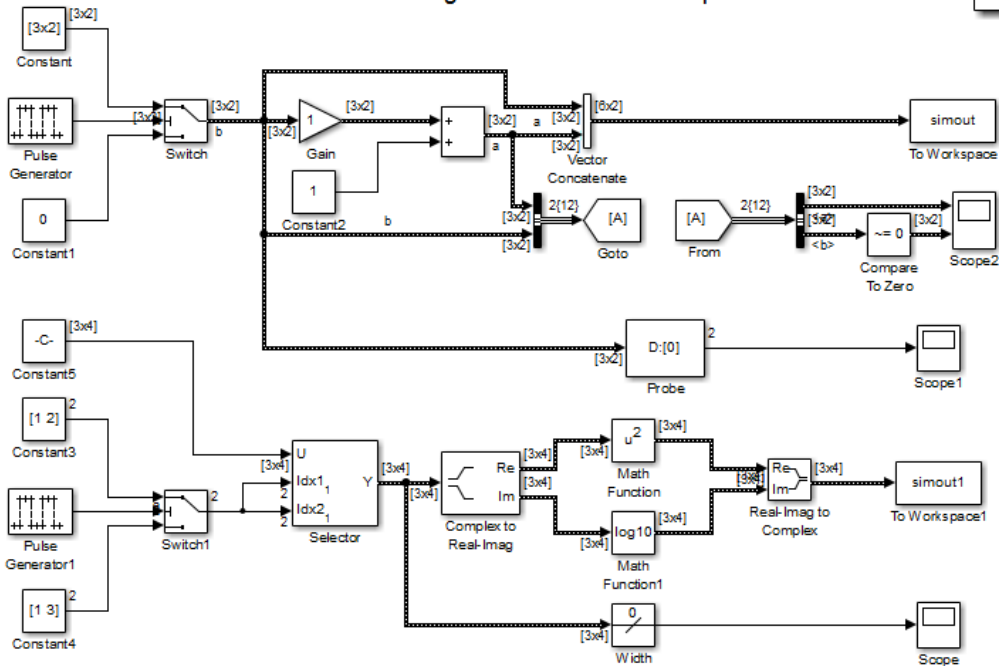 [3x2]
[3x2]
Constant
Pulse
Generator
0
Constant1
[3x2]
[3x2]
b
Switch
[3x2]
1
[3x2]
Gain
1
Constant2
+
+
[3x2]
a
a
[3x2]
[3x2]
[6x2]
Vector
Concatenate
simout
To Workspace
b
[3x2]
[3x2]
2{12}
[A]
Goto
[A]
From
2{12}
[3x2]
[3x2]
<b>
~= 0
[3x2]
Compare
To Zero
Scope2
[3x2]
D:[0]
2
Probe
Scope1
-C-
[3x4]
Constant5
[1 2]
2
Constant3
Pulse
Generator1
[1 3]
2
Constant4
2
Switch1
U
[3x4]
Idx1 1
2
Idx2 1
2
Y
[3x4]
Selector
[3x4]
Re
Im
[3x4]
[3x4]
Complex to
Real-Imag
[3x4]
u2
[3x4]
Math
Function
[3x4]
log10
[3x4]
Math
Function1
[3x4]
Re
Im
[3x4]
Real-Imag to
Complex
simout1
To Workspace1
[3x4]
0
Width
Scope